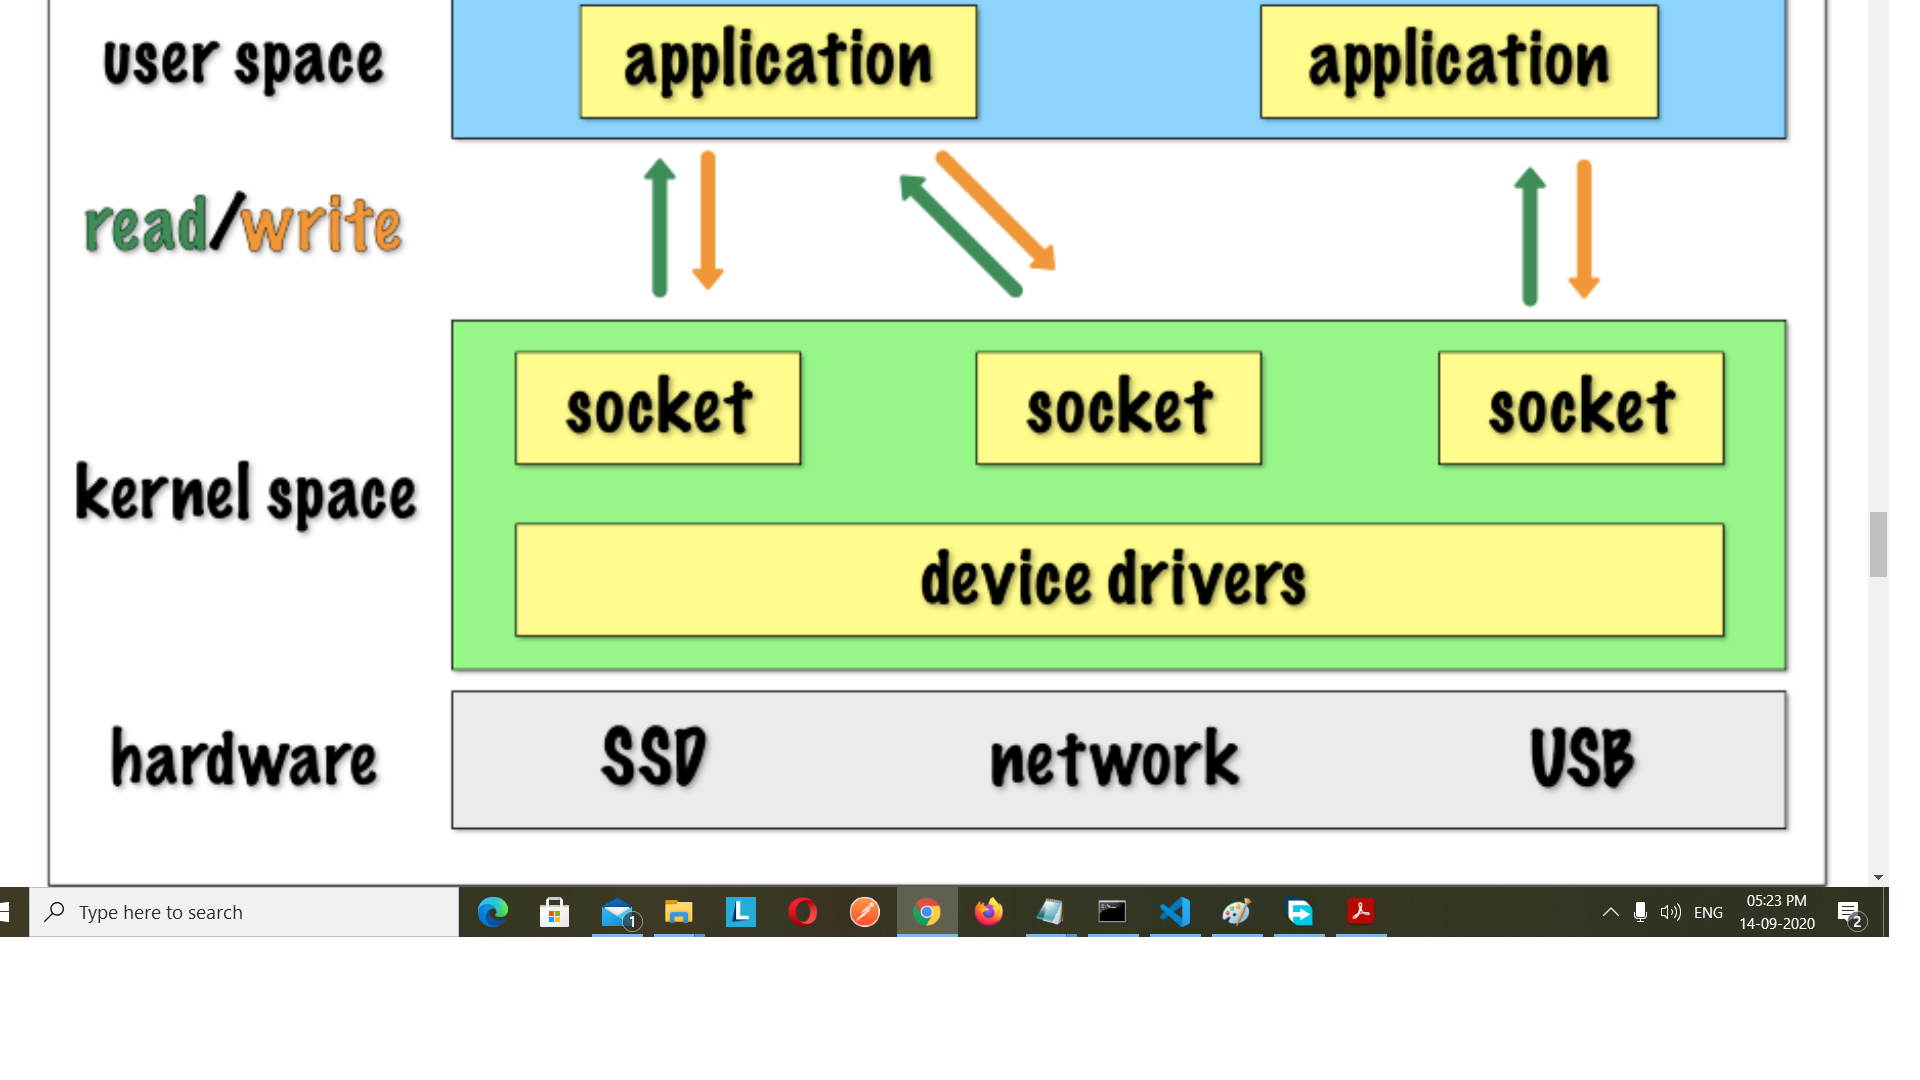 user space
application
application
read/write
socket
socket
socket
kernel space
device drivers
hardware
SSD
network
USB
Type here to search
1
L
ENG
05:23 PM
14-09-2020
2